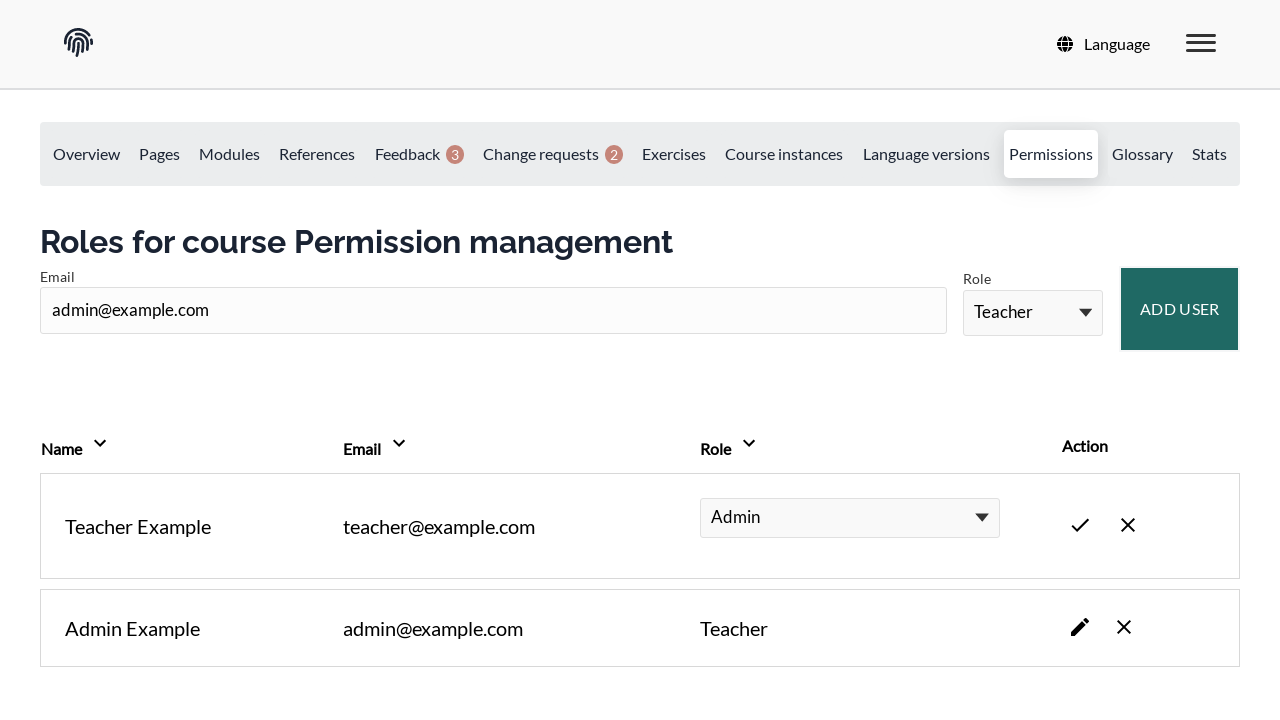 Language
Overview Pages Modules References Feedback 3 Change requests 2 Exercises Course instances Language versions Permissions Glossary Stats
Roles for course Permission management
Email
Role
admin@example.com
Teacher
ADD USER
Name Email Role Action
Teacher Example teacher@example.com Admin
Admin Example admin@example.com Teacher